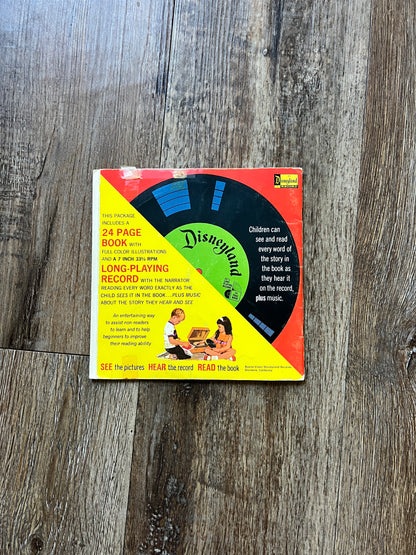 THIS PACKAGE
INCLUDES A
24 PAGE
BOOK WITH
FULL COLOR ILLUSTRATIONS
AND A 7 INCH 33⅓ RPM
LONG-PLAYING
RECORD WITH THE NARRATOR
READING EVERY WORD EXACTLY AS THE
CHILD SEES IT IN THE BOOK...PLUS MUSIC
ABOUT THE STORY THEY HEAR AND SEE
An entertaining way
to assist non-readers
to learn and to help
beginners to improve
their reading ability
SEE the pictures HEAR the record READ the book
Disneyland
Disneyland
Children can
see and read
every word of
the story in
the book as
they hear it
on the record,
plus music.